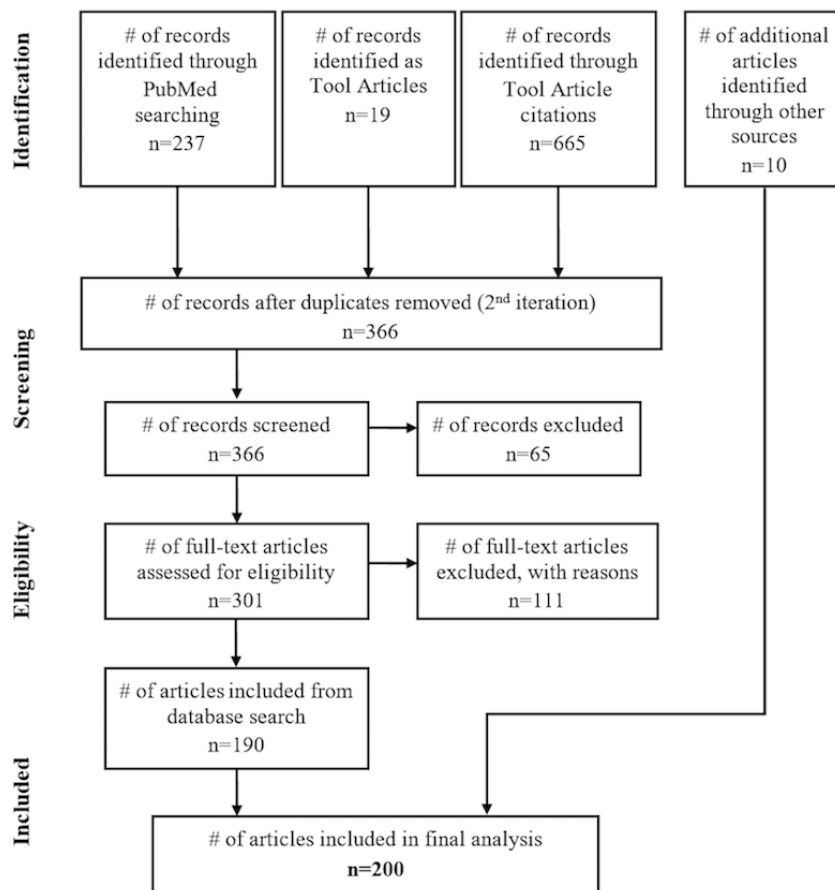 Identification
# of records
identified through
PubMed
searching
n=237
# of records
identified as
Tool Articles
n=19
# of records
identified through
Tool Article
citations
n=665
# of additional
articles
identified
through other
sources
n=10
Screening
# of records after duplicates removed (2nd iteration)
n=366
# of records screened
n=366
# of records excluded
n=65
Eligibility
# of full-text articles
assessed for eligibility
n=301
# of full-text articles
excluded, with reasons
n=111
Included
# of articles included from
database search
n=190
# of articles included in final analysis
n=200